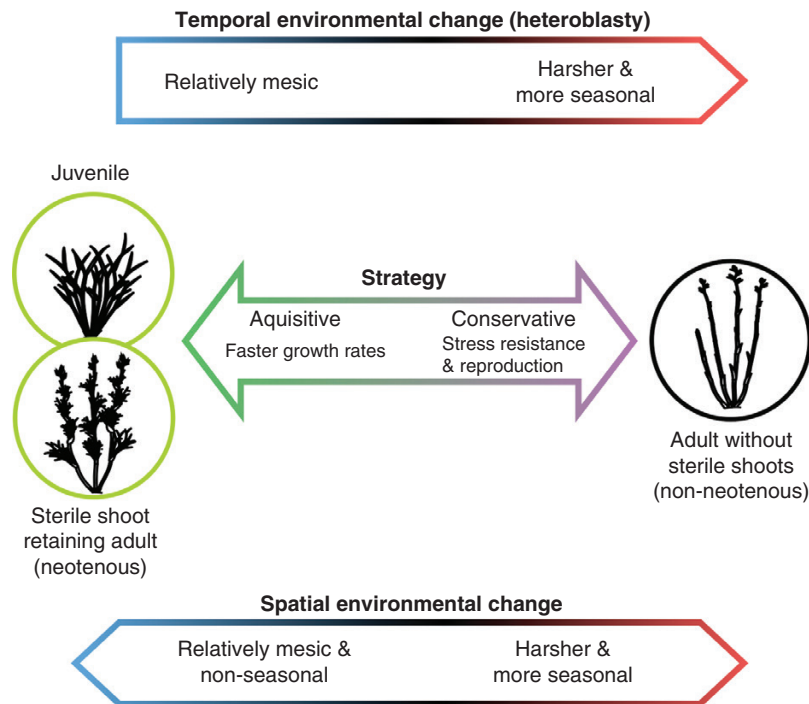 Temporal environmental change (heteroblasty)
Relatively mesic
Harsher &
more seasonal
Juvenile
Strategy
Aquisitive
Faster growth rates
Conservative
Stress resistance
& reproduction
Sterile shoot
retaining adult
(neotenous)
Adult without
sterile shoots
(non-neotenous)
Spatial environmental change
Relatively mesic &
non-seasonal
Harsher &
more seasonal